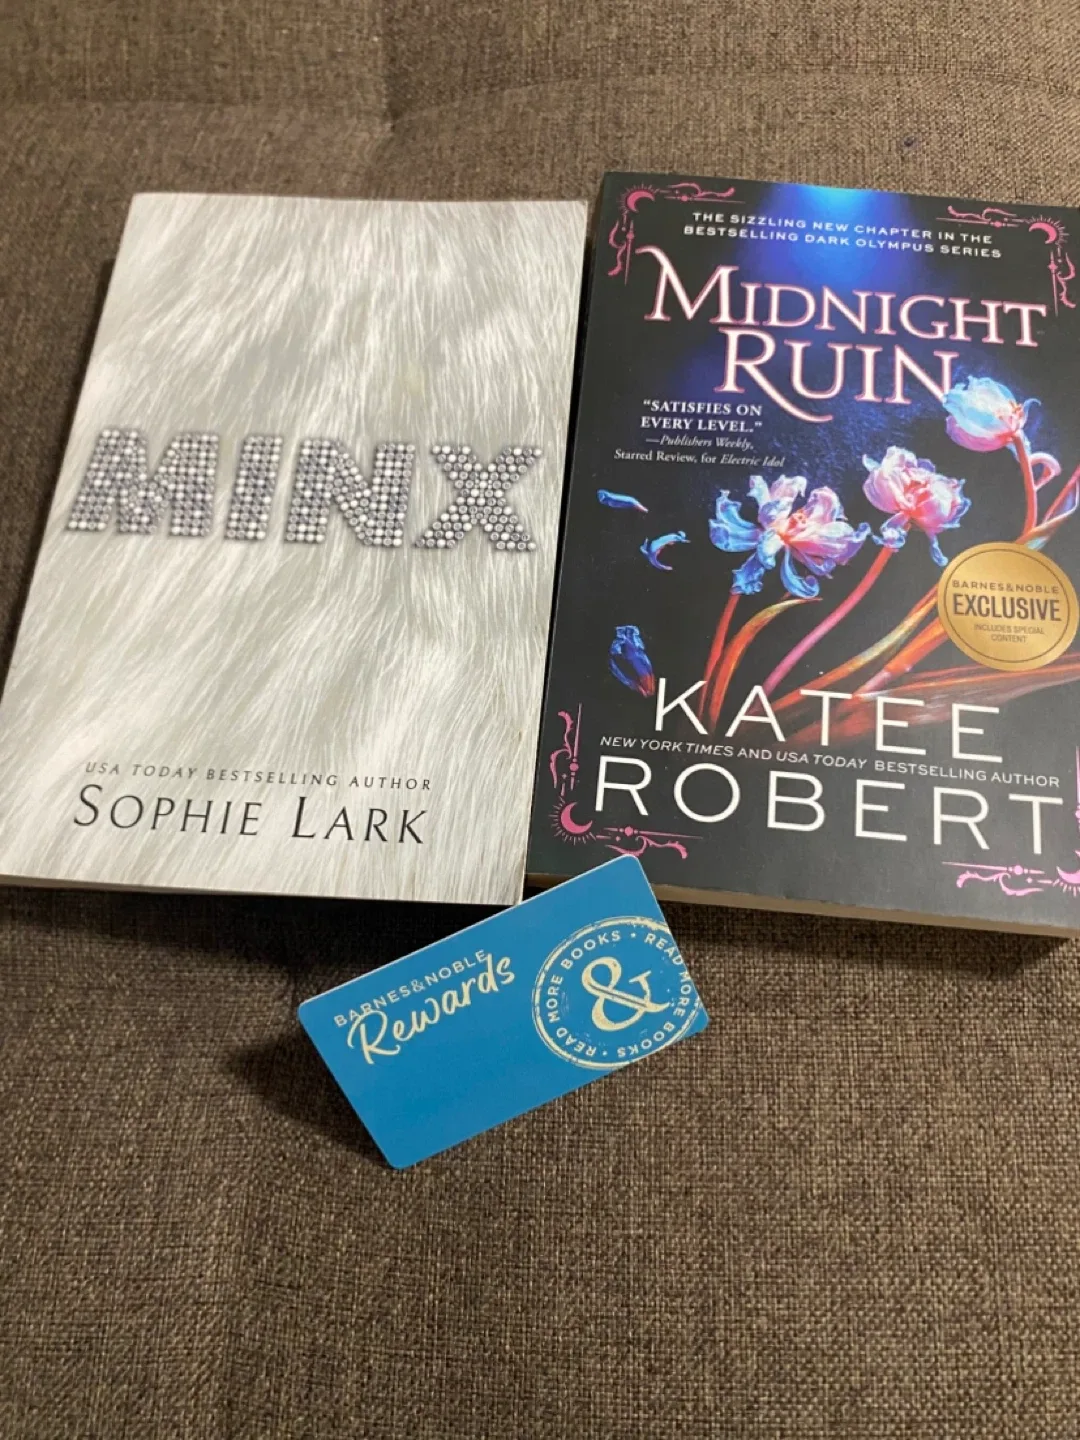 MINX
USA TODAY BESTSELLING AUTHOR
SOPHIE LARK
THE SIZZLING NEW CHAPTER IN THE
BESTSELLING DARK OLYMPUS SERIES
MIDNIGHT
RUIN
"SATISFIES ON
EVERY LEVEL."
—Publishers Weekly,
Starred Review, for Electric Idol
BARNES&NOBLE
EXCLUSIVE
INCLUDES SPECIAL
CONTENT
KATEE
NEW YORK TIMES AND USA TODAY BESTSELLING AUTHOR
ROBERT
BARNES&NOBLE
Rewards
READ MORE BOOKS • READ MORE BOOKS •
&